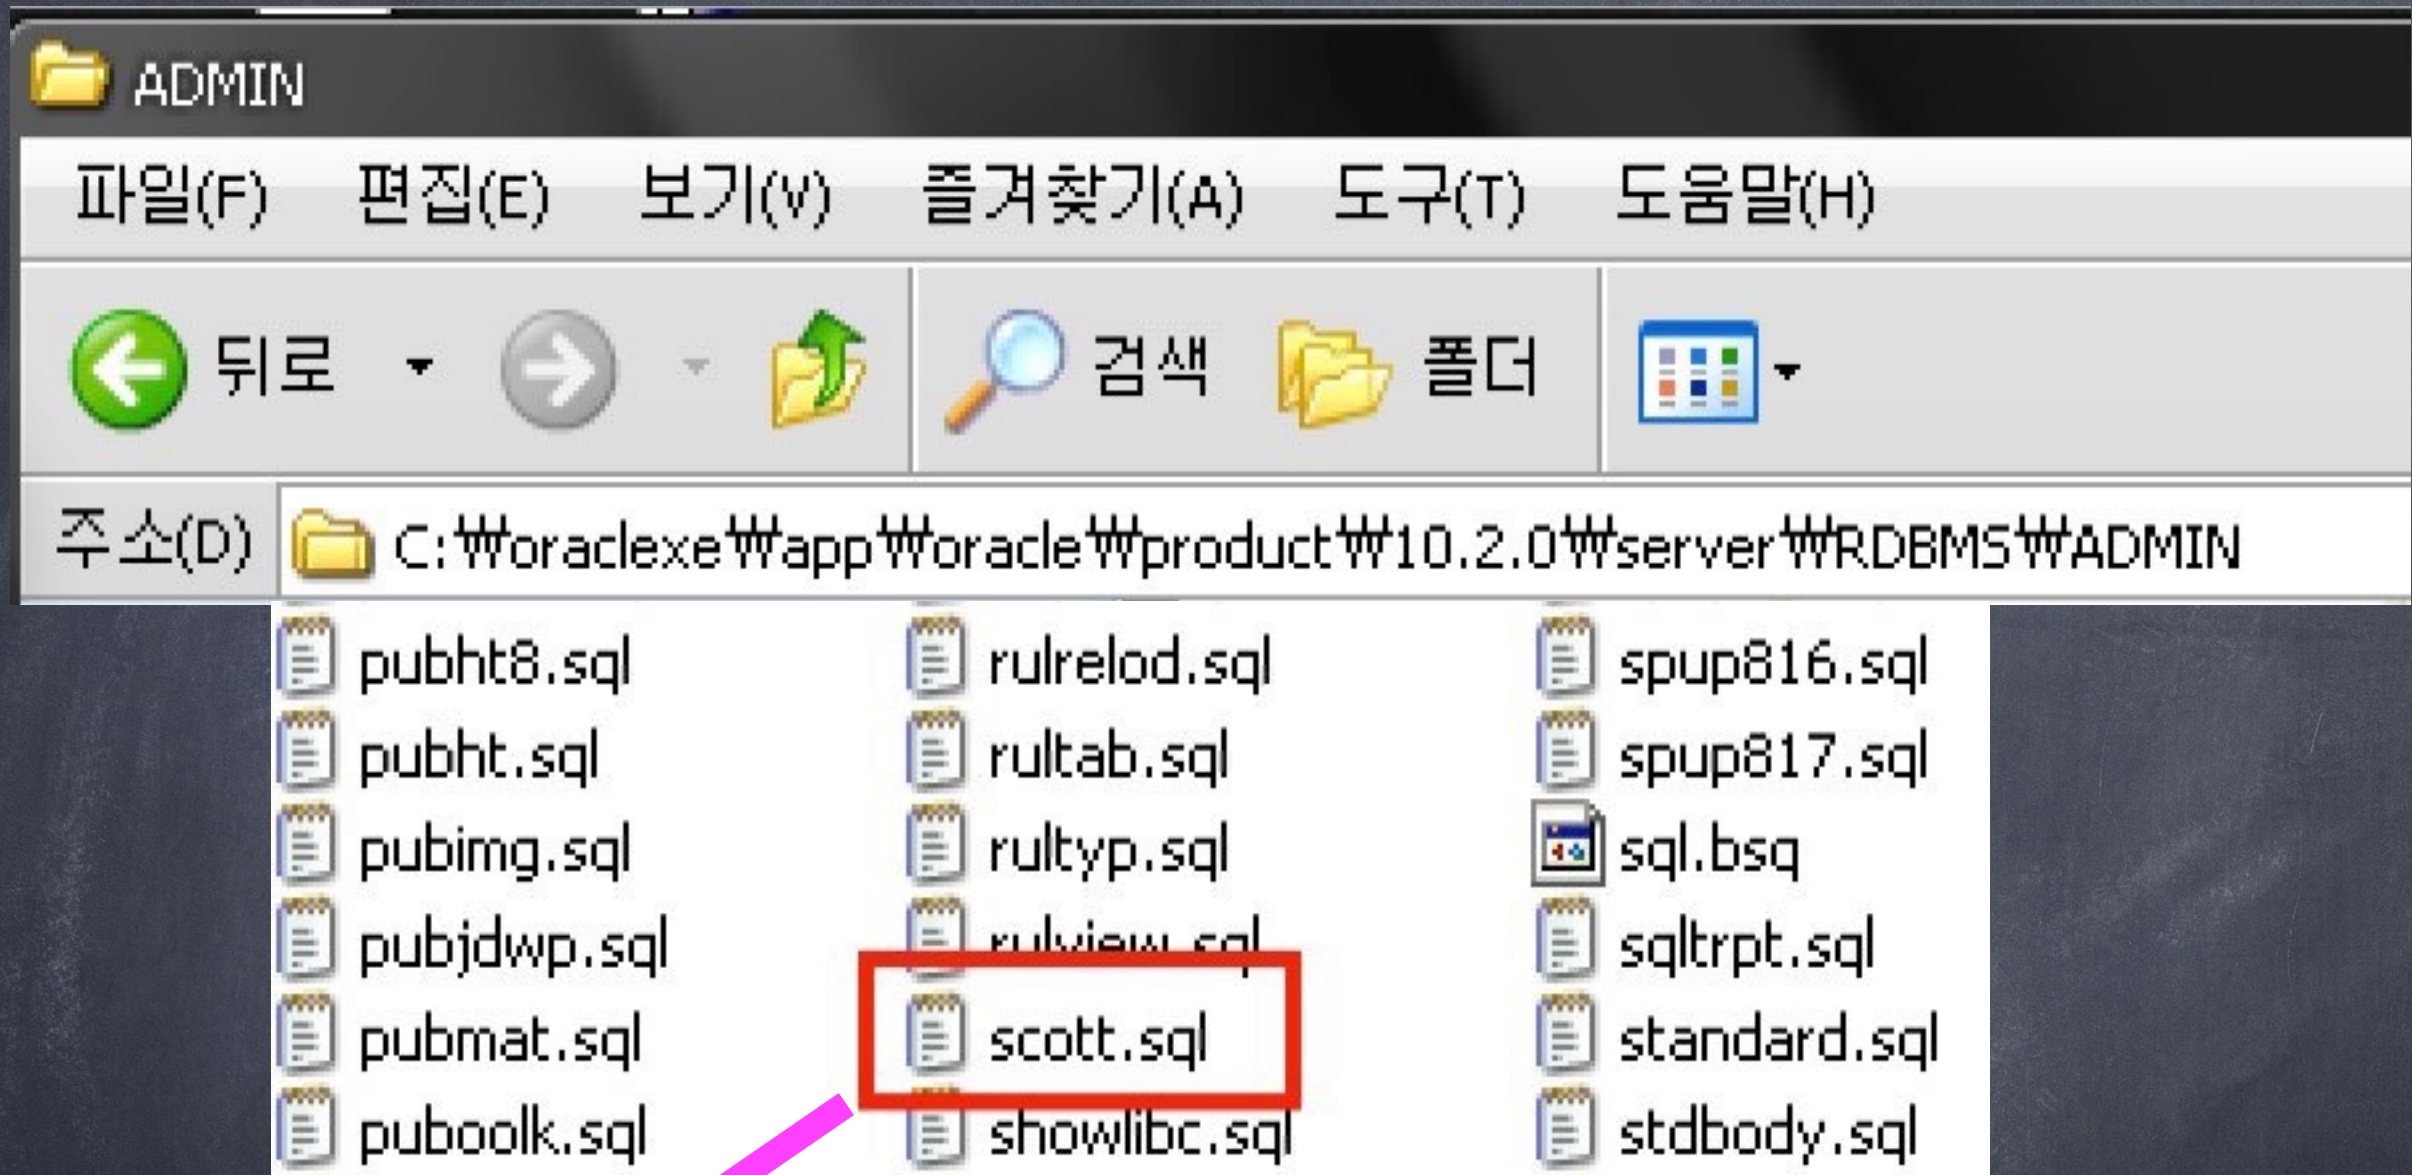 ADMIN
파일(F) 편집(E) 보기(V) 즐겨찾기(A) 도구(T) 도움말(H)
뒤로 검색 폴더
주소(D) C:₩oraclexe₩app₩oracle₩product₩10.2.0₩server₩RDBMS₩ADMIN
pubht8.sql rulrelod.sql spup816.sql
pubht.sql rultab.sql spup817.sql
pubimg.sql rultyp.sql sql.bsq
pubjdwp.sql rulview.sql sqltrpt.sql
pubmat.sql scott.sql standard.sql
puboolk.sql showlibc.sql stdbody.sql